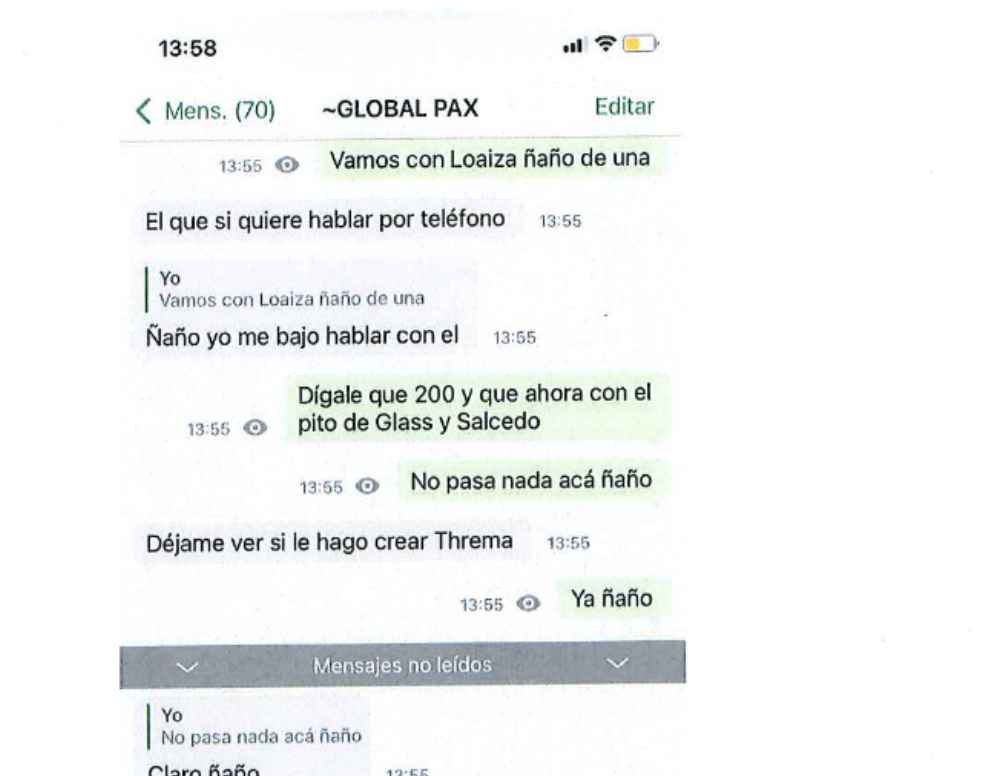 13:58
Mens. (70)
~GLOBAL PAX
Editar
13:55 Vamos con Loaiza ñaño de una
El que si quiere hablar por teléfono 13:55
Yo
Vamos con Loaiza ñaño de una
Ñaño yo me bajo hablar con el 13:55
Dígale que 200 y que ahora con el
13:55 pito de Glass y Salcedo
13:55 No pasa nada acá ñaño
Déjame ver si le hago crear Threma 13:55
13:55 Ya ñaño
Mensajes no leídos
Yo
No pasa nada acá ñaño
Claro ñaño 13:55